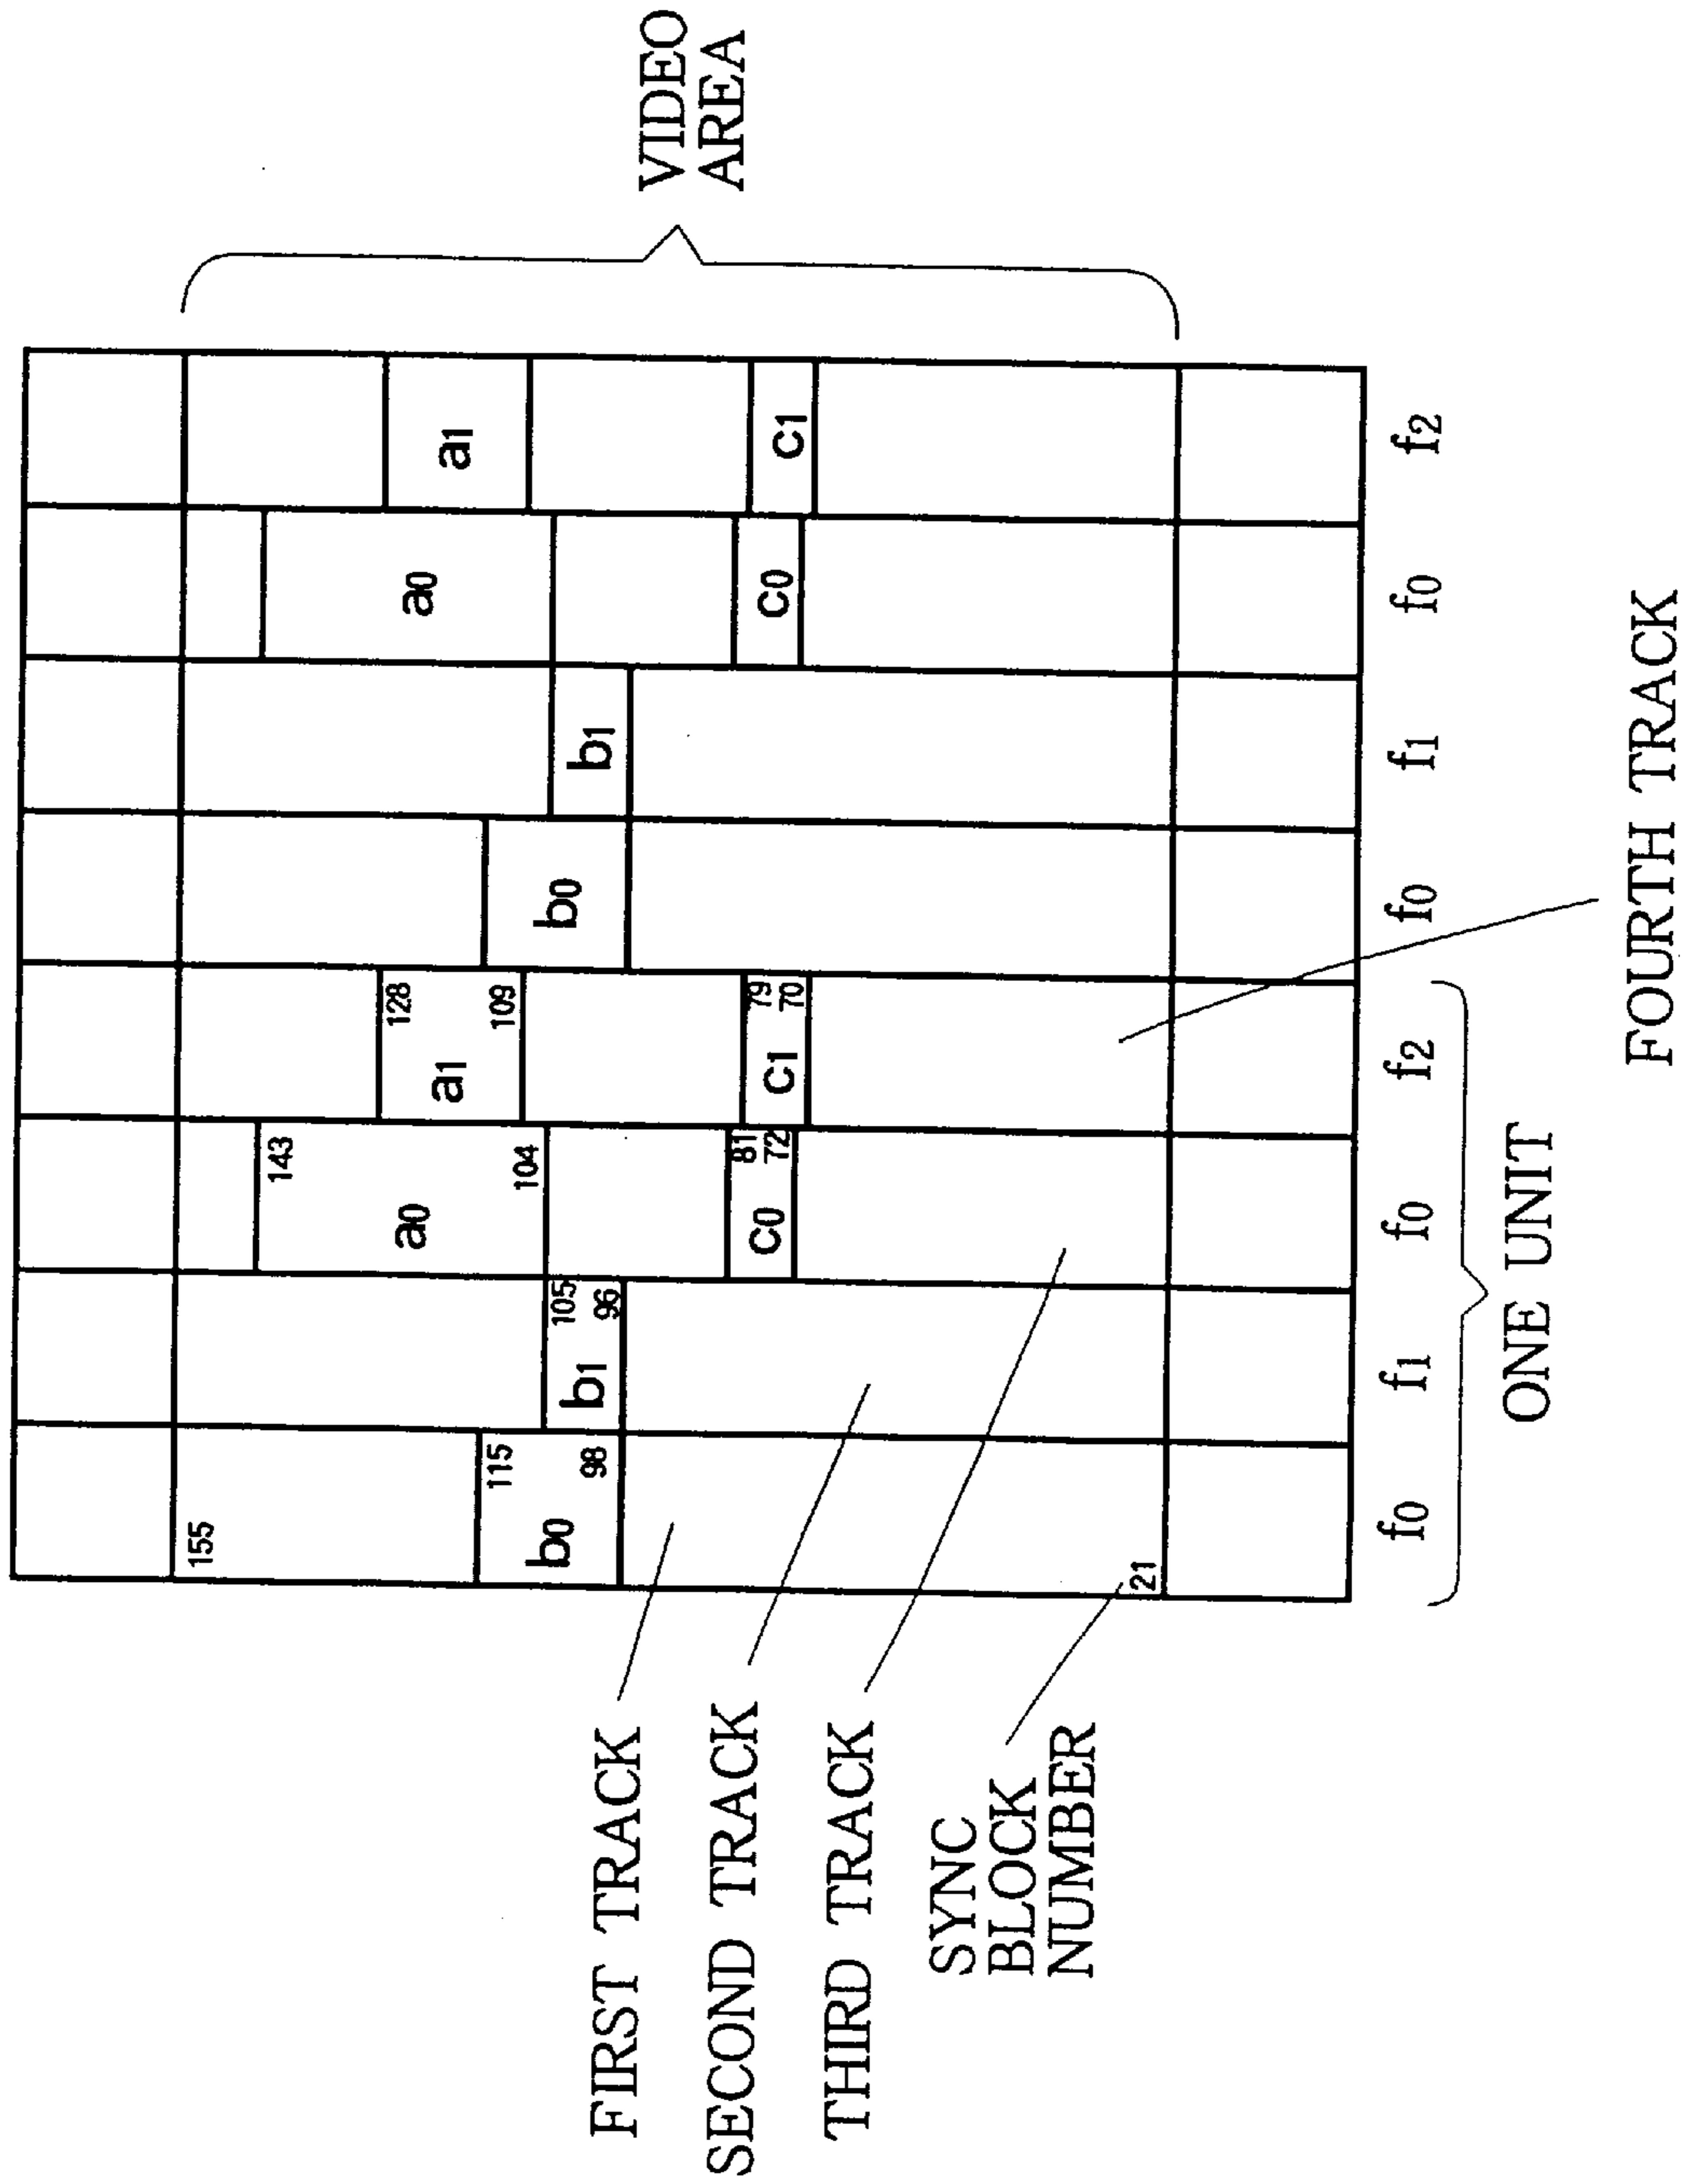 155
143
128
a0
a0
a1
a1
115
109
104
b0
b0
105
b1
b1
98
96
VIDEO
AREA
FIRST TRACK
SECOND TRACK
81
79
c0
c0
72
c1
70
c1
THIRD TRACK
SYNC
BLOCK
NUMBER
21
f0 f1 f0 f2 f0 f1 f0 f2
ONE UNIT
FOURTH TRACK